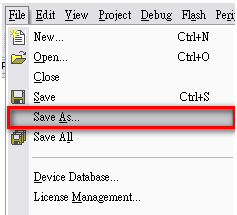 File Edit View Project Debug Flash
New... Ctrl+N
Open... Ctrl+O
Close
Save Ctrl+S
Save As...
Save All
Device Database...
License Management...